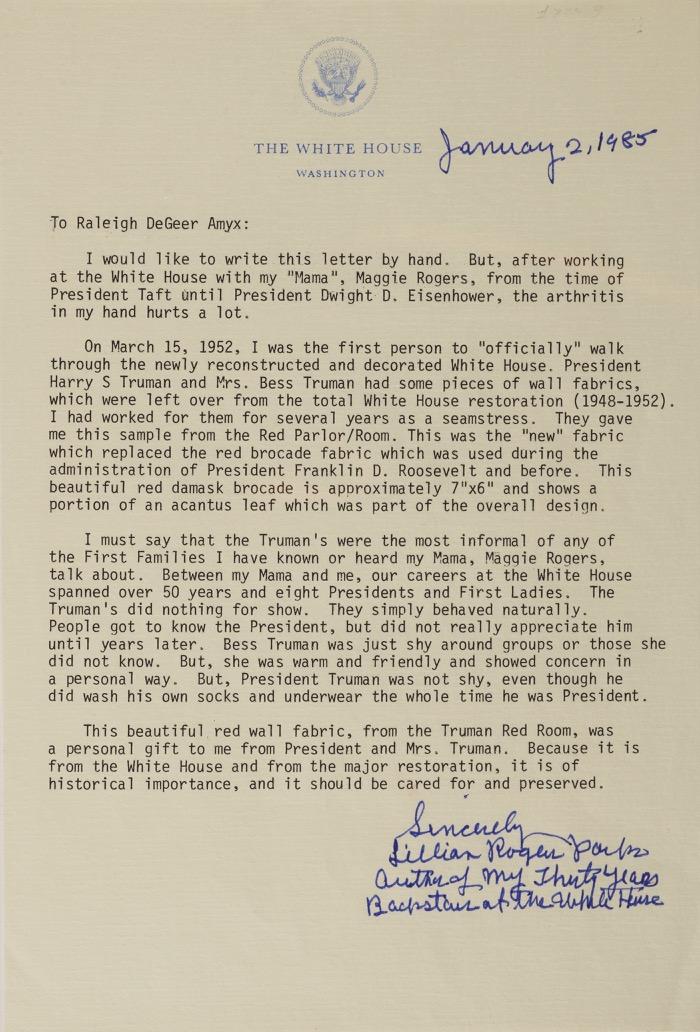 THE WHITE HOUSE
WASHINGTON
January 2, 1985
To Raleigh DeGeer Amyx:
I would like to write this letter by hand. But, after working
at the White House with my "Mama", Maggie Rogers, from the time of
President Taft until President Dwight D. Eisenhower, the arthritis
in my hand hurts a lot.
On March 15, 1952, I was the first person to "officially" walk
through the newly reconstructed and decorated White House. President
Harry S Truman and Mrs. Bess Truman had some pieces of wall fabrics,
which were left over from the total White House restoration (1948-1952).
I had worked for them for several years as a seamstress. They gave
me this sample from the Red Parlor/Room. This was the "new" fabric
which replaced the red brocade fabric which was used during the
administration of President Franklin D. Roosevelt and before. This
beautiful red damask brocade is approximately 7"x6" and shows a
portion of an acantus leaf which was part of the overall design.
I must say that the Truman's were the most informal of any of
the First Families I have known or heard my Mama, Maggie Rogers,
talk about. Between my Mama and me, our careers at the White House
spanned over 50 years and eight Presidents and First Ladies. The
Truman's did nothing for show. They simply behaved naturally.
People got to know the President, but did not really appreciate him
until years later. Bess Truman was just shy around groups or those she
did not know. But, she was warm and friendly and showed concern in
a personal way. But, President Truman was not shy, even though he
did wash his own socks and underwear the whole time he was President.
This beautiful red wall fabric, from the Truman Red Room, was
a personal gift to me from President and Mrs. Truman. Because it is
from the White House and from the major restoration, it is of
historical importance, and it should be cared for and preserved.
Sincerely
Lillian Rogers Parks
Author of My Thirty Years
Backstairs at the White House